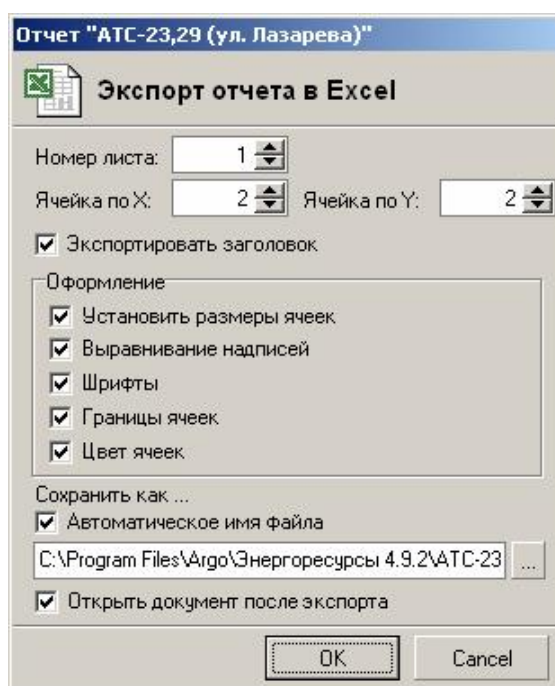 Отчет "АТС-23,29 (ул. Лазарева)"
Экспорт отчета в Excel
Номер листа: 1
Ячейка по X: 2 Ячейка по Y: 2
Экспортировать заголовок
Оформление
Установить размеры ячеек
Выравнивание надписей
Шрифты
Границы ячеек
Цвет ячеек
Сохранить как ...
Автоматическое имя файла
C:\Program Files\Argo\Энергоресурсы 4.9.2\АТС-23 ...
Открыть документ после экспорта
OK Cancel